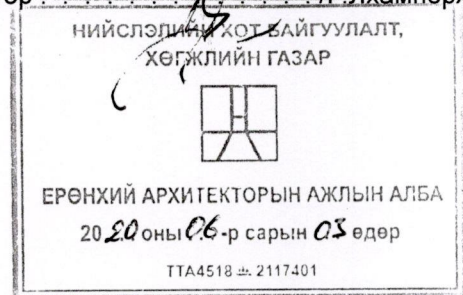 НИЙСЛЭЛИЙН ХОТ БАЙГУУЛАЛТ,
ХӨГЖЛИЙН ГАЗАР
ЕРӨНХИЙ АРХИТЕКТОРЫН АЖЛЫН АЛБА
2020 оны 06-р сарын 03 өдөр
ТТА4518 2117401